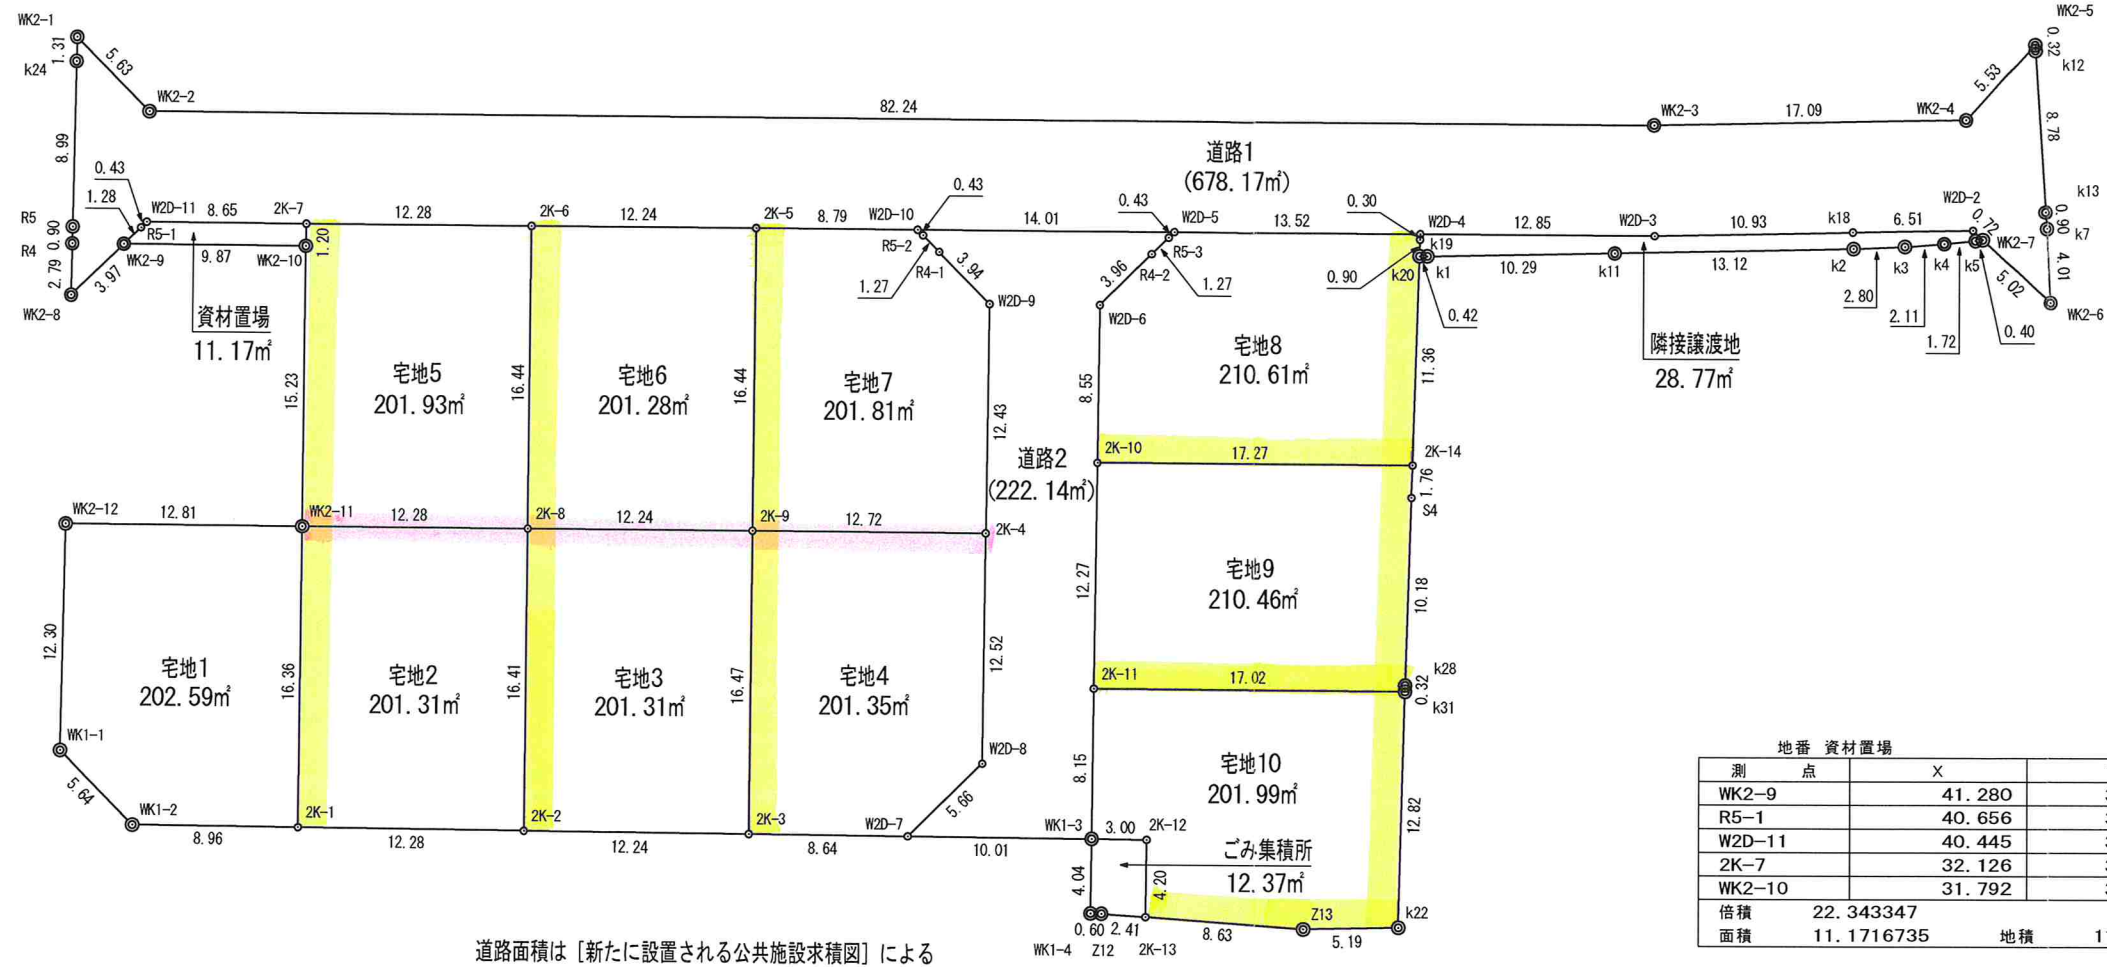 WK2-1
WK2-5
1.31
5.63
0.32
k24
k12
5.53
WK2-2
82.24
WK2-3
17.09
WK2-4
8.99
8.78
道路1
(678.17㎡)
0.43
1.28
0.43
0.43
0.30
k13
R5
0.90
R4
W2D-11
8.65
2K-7
12.28
2K-6
12.24
2K-5
8.79
W2D-10
14.01
W2D-5
13.52
W2D-4
12.85
W2D-3
10.93
k18
6.51
W2D-2
0.72
0.90
k7
R5-1
R5-2
R5-3
k19
WK2-7
2.79
3.97
WK2-9
9.87
WK2-10
1.20
R4-1
3.94
3.96
R4-2
0.90
k20
k1
10.29
k11
13.12
k2
k3
k4
k5
5.02
4.01
WK2-8
1.27
1.27
2.80
2.11
1.72
0.40
WK2-6
W2D-9
W2D-6
0.42
資材置場
11.17㎡
隣接譲渡地
28.77㎡
15.23
宅地5
201.93㎡
16.44
宅地6
201.28㎡
16.44
宅地7
201.81㎡
12.43
8.55
宅地8
210.61㎡
11.36
道路2
(222.14㎡)
2K-10
17.27
2K-14
1.76
S4
WK2-12
12.81
WK2-11
12.28
2K-8
12.24
2K-9
12.72
2K-4
12.30
宅地1
202.59㎡
16.36
宅地2
201.31㎡
16.41
宅地3
201.31㎡
16.47
宅地4
201.35㎡
12.52
12.27
宅地9
210.46㎡
10.18
2K-11
17.02
k28
0.32
k31
WK1-1
5.64
WK1-2
8.96
2K-1
12.28
2K-2
12.24
2K-3
8.64
W2D-7
5.66
W2D-8
10.01
8.15
宅地10
201.99㎡
12.82
WK1-3
3.00
2K-12
ごみ集積所
12.37㎡
4.04
4.20
0.60
2.41
8.63
Z13
5.19
k22
WK1-4
Z12
2K-13
道路面積は［新たに設置される公共施設求積図］による
地番 資材置場
測 点 X
WK2-9 41.280
R5-1 40.656
W2D-11 40.445
2K-7 32.126
WK2-10 31.792
倍積 22.343347
面積 11.1716735 地積